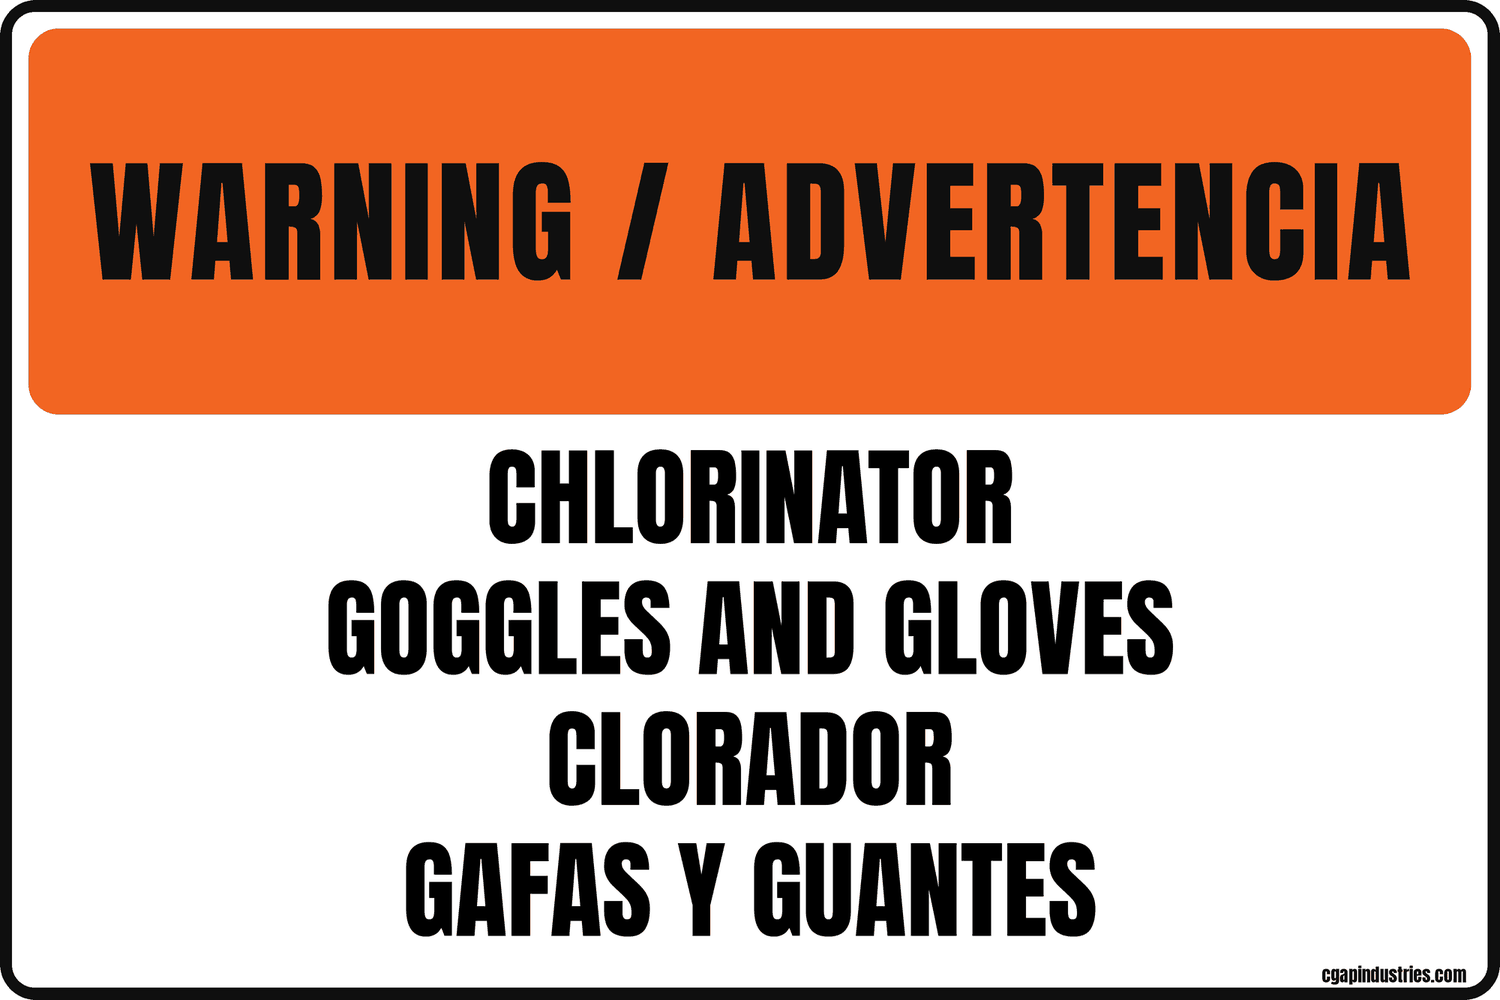 WARNING / ADVERTENCIA
CHLORINATOR
GOGGLES AND GLOVES
CLORADOR
GAFAS Y GUANTES
cgapindustries.com